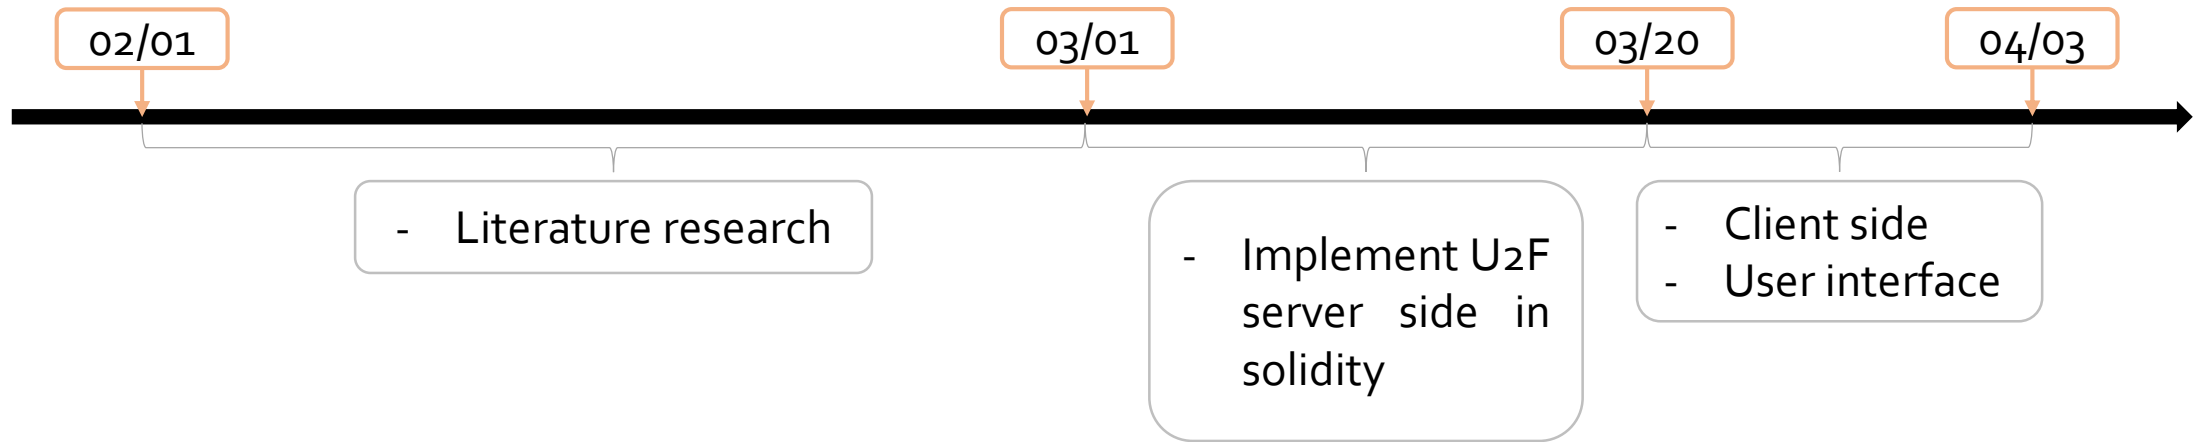 02/01
03/01
03/20
04/03
- Literature research
- Implement U2F
server side in
solidity
- Client side
- User interface